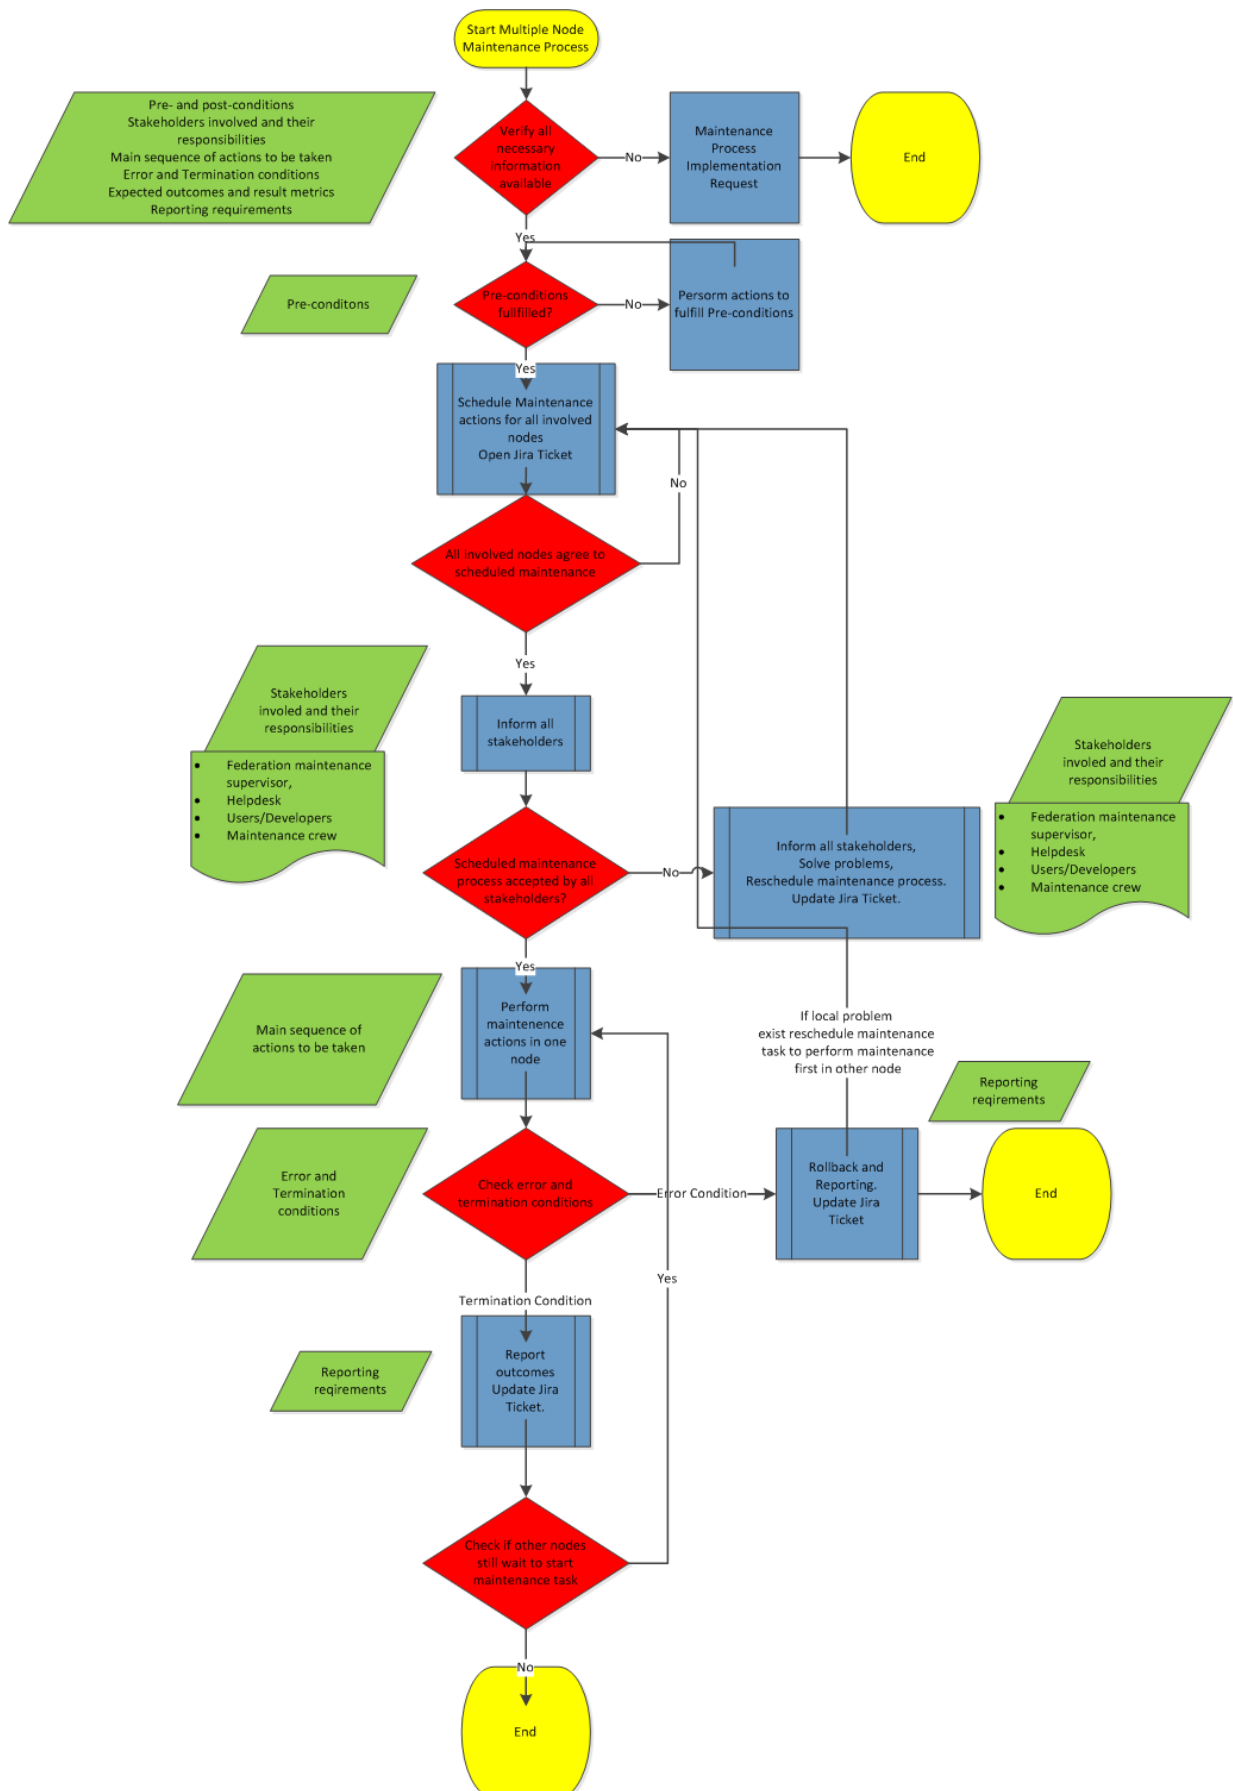 Start Multiple Node
Maintenance Process
Pre- and post-conditions
Stakeholders involved and their
responsibilities
Main sequence of actions to be taken
Error and Termination conditions
Expected outcomes and result metrics
Reporting requirements
Verify all
necessary
information
available
No
Maintenance
Process
Implementation
Request
End
Yes
Pre-conditons
Pre-conditions
fullfilled?
No
Persorm actions to
fulfill Pre-conditions
Yes
Schedule Maintenance
actions for all involved
nodes
Open Jira Ticket
No
All involved nodes agree to
scheduled maintenance
Yes
Stakeholders
involed and their
responsibilities
• Federation maintenance
supervisor,
• Helpdesk
• Users/Developers
• Maintenance crew
Inform all
stakeholders
Scheduled maintenance
process accepted by all
stakeholders?
No
Inform all stakeholders,
Solve problems,
Reschedule maintenance process.
Update Jira Ticket.
Stakeholders
involed and their
responsibilities
• Federation maintenance
supervisor,
• Helpdesk
• Users/Developers
• Maintenance crew
Yes
Main sequence of
actions to be taken
Perform
maintenence
actions in one
node
If local problem
exist reschedule maintenance
task to perform maintenance
first in other node
Reporting
reqirements
Error and
Termination
conditions
Check error and
termination conditions
Error Condition
Rollback and
Reporting.
Update Jira
Ticket
End
Yes
Termination Condition
Reporting
reqirements
Report
outcomes
Update Jira
Ticket.
Check if other nodes
still wait to start
maintenance task
No
End